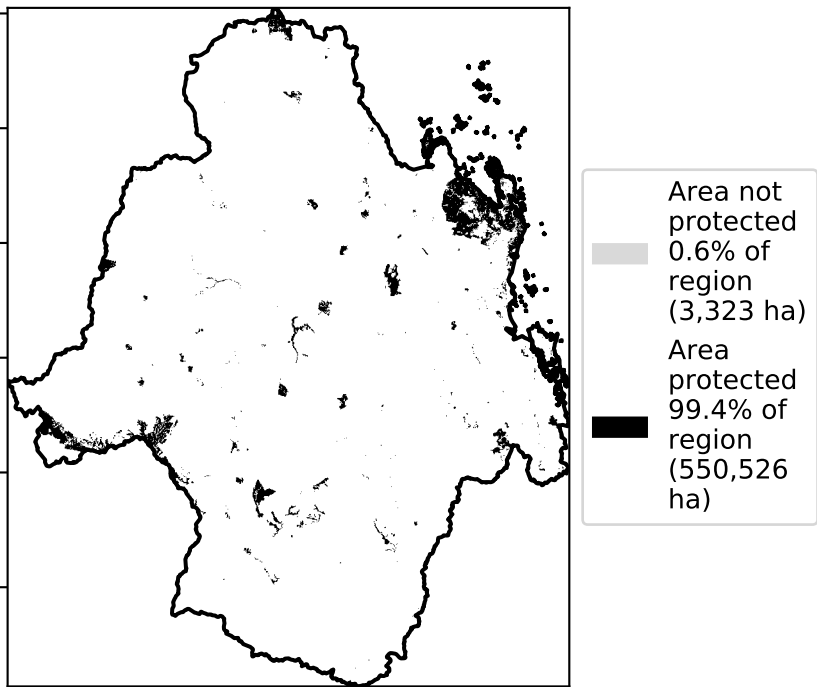 Area not
protected
0.6% of
region
(3,323 ha)
Area
protected
99.4% of
region
(550,526
ha)